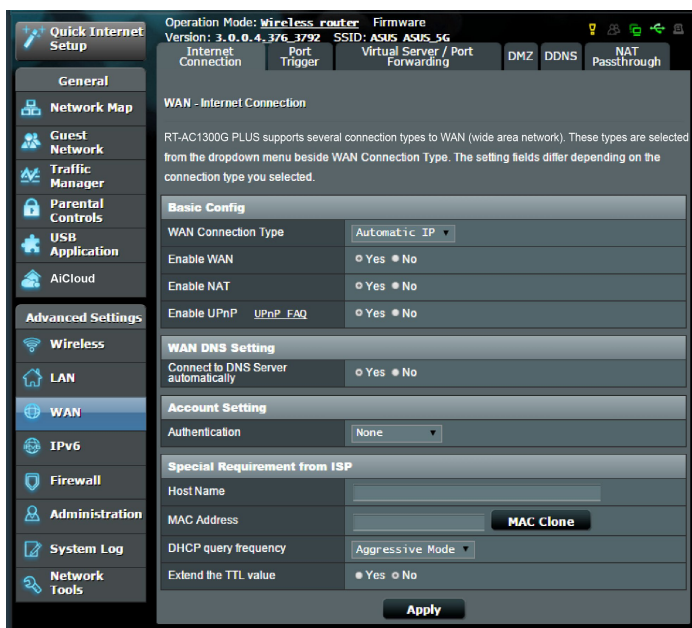 Quick Internet
Setup
General
Network Map
Guest
Network
Traffic
Manager
Parental
Controls
USB
Application
AiCloud
Advanced Settings
Wireless
LAN
WAN
IPv6
Firewall
Administration
System Log
Network
Tools
Operation Mode: Wireless router Firmware
Version: 3.0.0.4.376_3792 SSID: ASUS ASUS_5G
Internet
Connection
Port
Trigger
Virtual Server / Port
Forwarding
DMZ
DDNS
NAT
Passthrough
WAN - Internet Connection
RT-AC1300G PLUS supports several connection types to WAN (wide area network). These types are selected
from the dropdown menu beside WAN Connection Type. The setting fields differ depending on the
connection type you selected.
Basic Config
WAN Connection Type Automatic IP
Enable WAN Yes No
Enable NAT Yes No
Enable UPnP UPnP FAQ Yes No
WAN DNS Setting
Connect to DNS Server
automatically Yes No
Account Setting
Authentication None
Special Requirement from ISP
Host Name
MAC Address MAC Clone
DHCP query frequency Aggressive Mode
Extend the TTL value Yes No
Apply